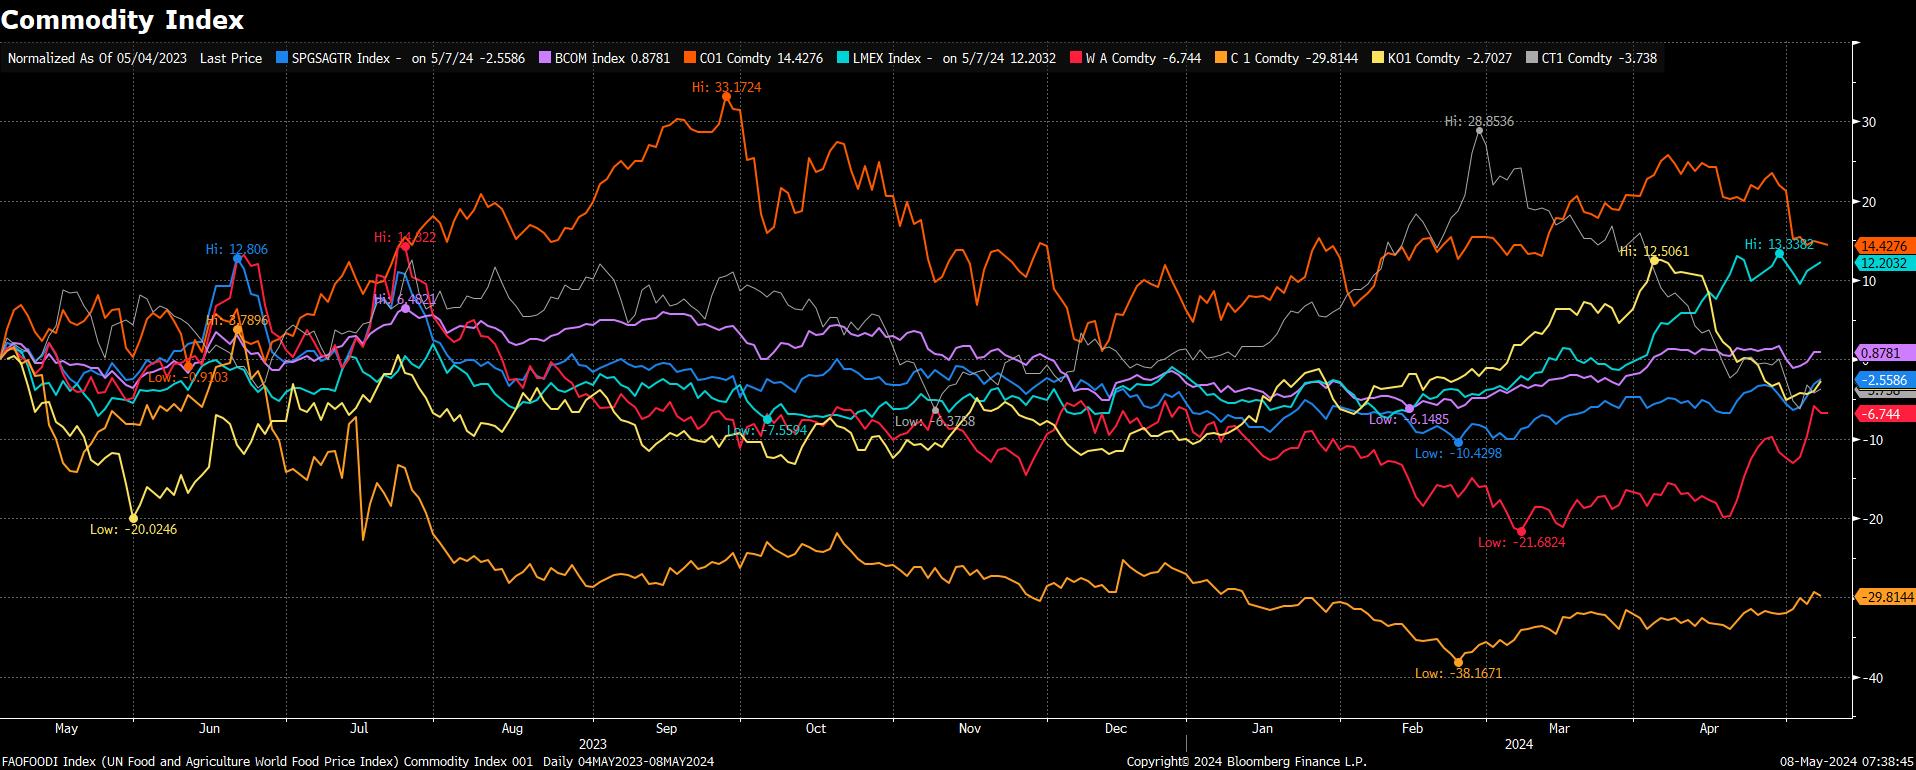 Commodity Index
Normalized As Of 05/04/2023 Last Price SPGSAGTR Index - on 5/7/24 -2.5586 BCOM Index 0.8781 CO1 Comdty 14.4276 LMEX Index - on 5/7/24 12.2032 W A Comdty -6.744 C 1 Comdty -29.8144 KO1 Comdty -2.7027 CT1 Comdty -3.738
Hi: 33.1724
Hi: 28.8536
30
20
Hi: 14.322
Hi: 12.806
Hi: 12.5061
Hi: 13.3382
14.4276
12.2032
10
Hi: 6.4821
Hi: 3.7896
0.8781
0
Low: -0.9103
-2.5586
-3.738
-6.744
Low: -6.3758
Low: -6.1485
Low: -7.5594
-10
Low: -10.4298
-20
Low: -20.0246
Low: -21.6824
-29.8144
Low: -38.1671
-40
May Jun Jul Aug Sep Oct Nov Dec Jan Feb Mar Apr
2023 2024
FAOFOODI Index (UN Food and Agriculture World Food Price Index) Commodity Index 001 Daily 04MAY2023-08MAY2024 Copyright© 2024 Bloomberg Finance L.P. 08-May-2024 07:38:45